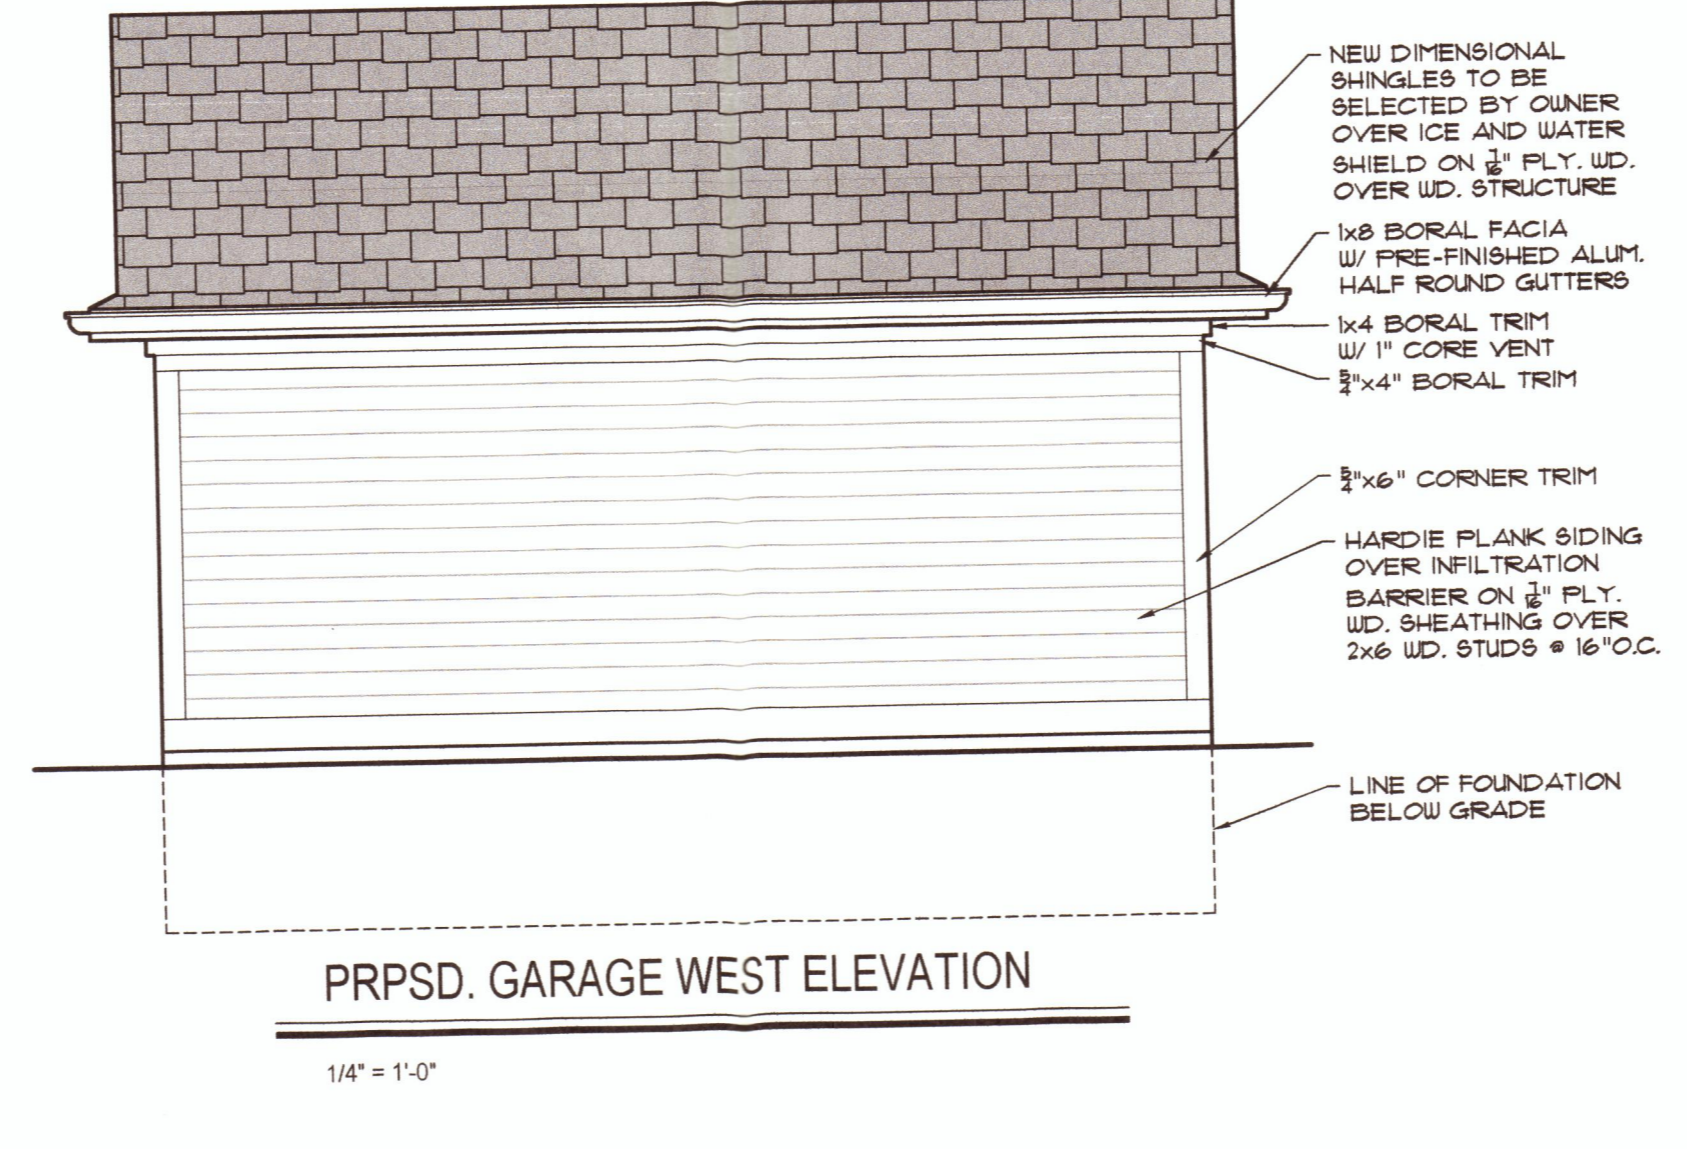 NEW DIMENSIONAL
SHINGLES TO BE
SELECTED BY OWNER
OVER ICE AND WATER
SHIELD ON 7/16" PLY. WD.
OVER WD. STRUCTURE
1x8 BORAL FACIA
W/ PRE-FINISHED ALUM.
HALF ROUND GUTTERS
1x4 BORAL TRIM
W/ 1" CORE VENT
5/4"x4" BORAL TRIM
5/4"x6" CORNER TRIM
HARDIE PLANK SIDING
OVER INFILTRATION
BARRIER ON 7/16" PLY.
WD. SHEATHING OVER
2x6 WD. STUDS @ 16"O.C.
LINE OF FOUNDATION
BELOW GRADE
PRPSD. GARAGE WEST ELEVATION
1/4" = 1'-0"